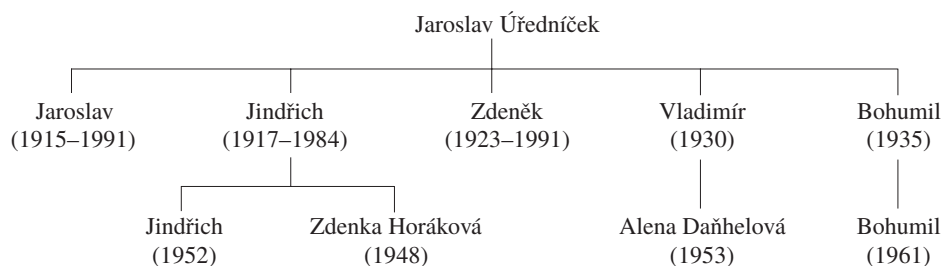 Jaroslav Úředníček
Jaroslav Jindřich Zdeněk Vladimír Bohumil
(1915–1991) (1917–1984) (1923–1991) (1930) (1935)
Jindřich Zdenka Horáková Alena Daňhelová Bohumil
(1952) (1948) (1953) (1961)